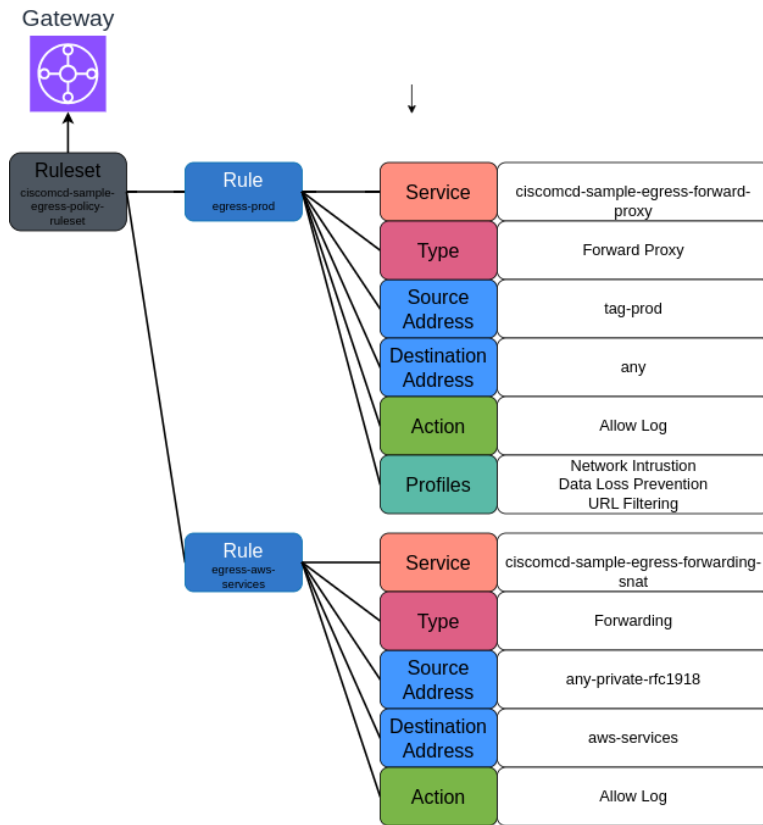 Gateway
Ruleset
ciscomcd-sample-
egress-policy-
ruleset
Rule
egress-prod
Service
ciscomcd-sample-egress-forward-
proxy
Type
Forward Proxy
Source
Address
tag-prod
Destination
Address
any
Action
Allow Log
Profiles
Network Intrustion
Data Loss Prevention
URL Filtering
Rule
egress-aws-
services
Service
ciscomcd-sample-egress-forwarding-
snat
Type
Forwarding
Source
Address
any-private-rfc1918
Destination
Address
aws-services
Action
Allow Log